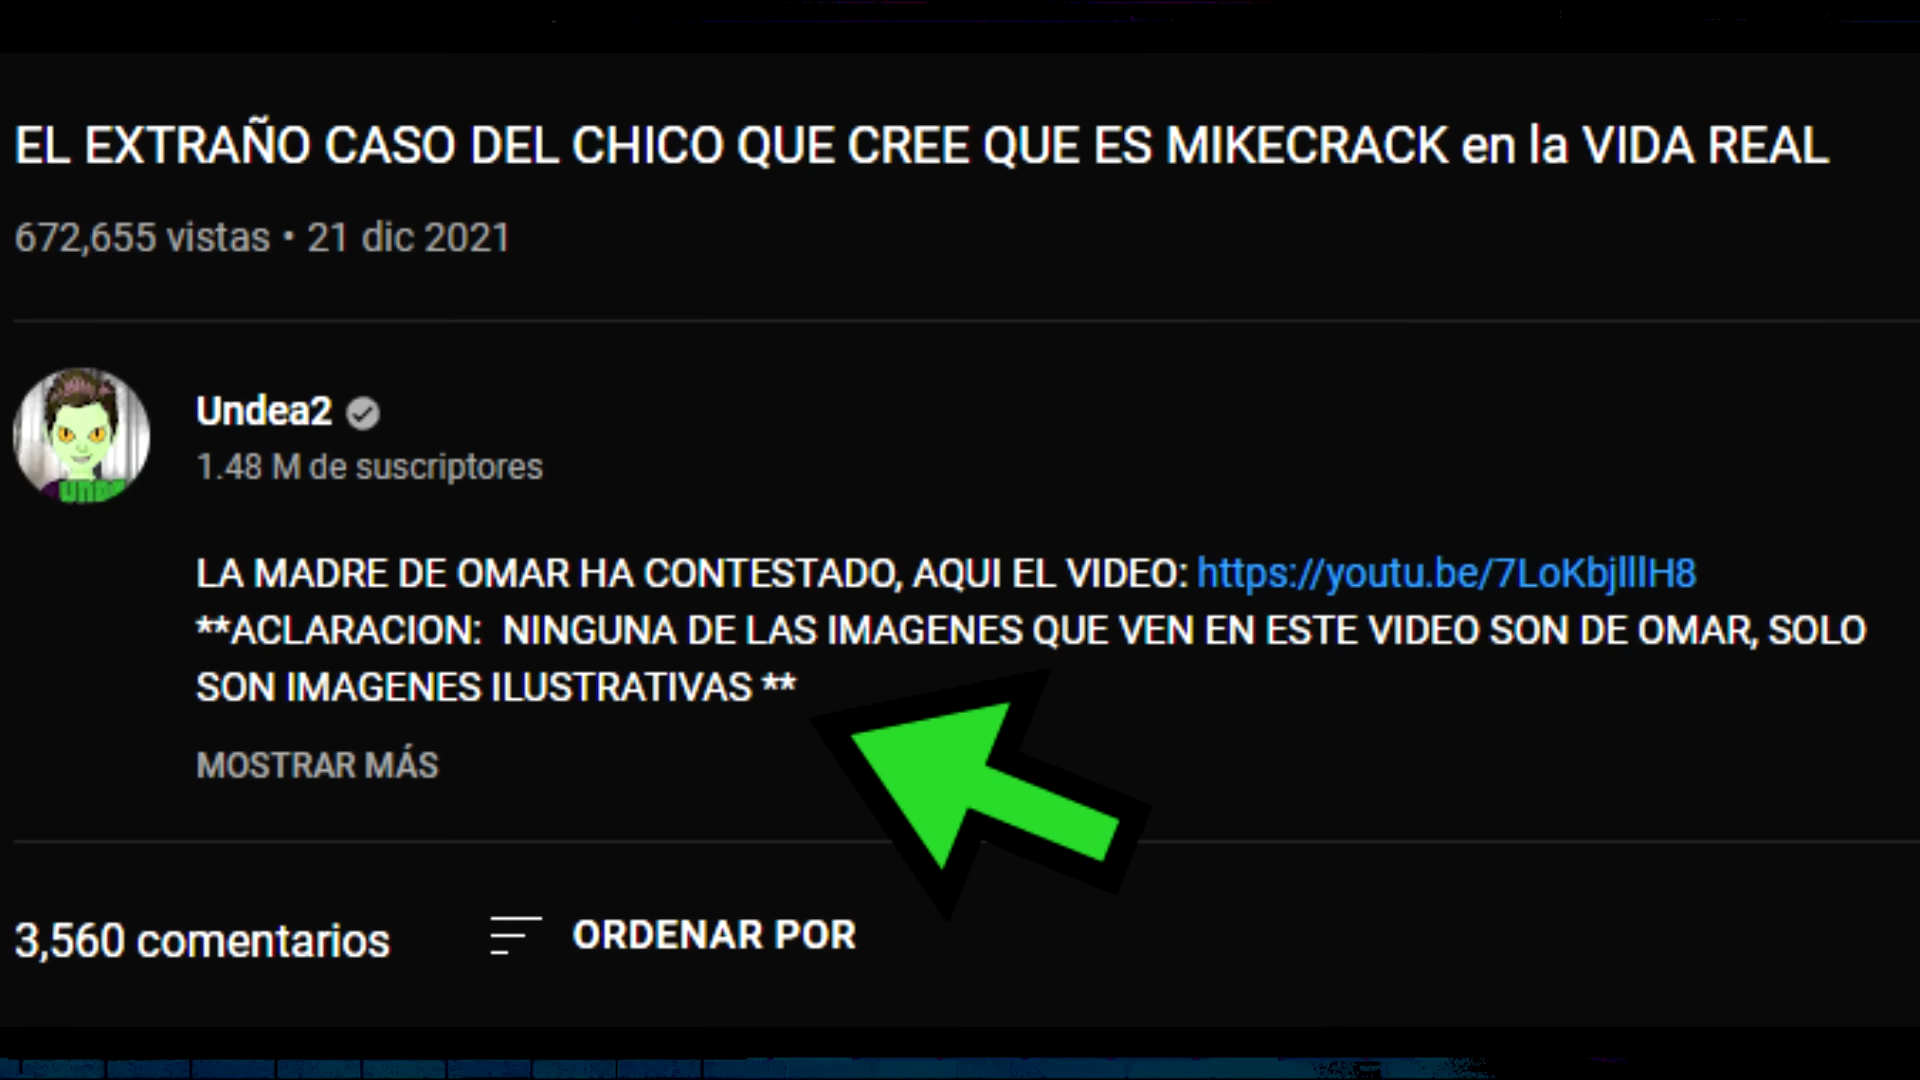 EL EXTRAÑO CASO DEL CHICO QUE CREE QUE ES MIKECRACK en la VIDA REAL
672,655 vistas • 21 dic 2021
Undea2
1.48 M de suscriptores
LA MADRE DE OMAR HA CONTESTADO, AQUI EL VIDEO: https://youtu.be/7LoKbjlllH8
**ACLARACION: NINGUNA DE LAS IMAGENES QUE VEN EN ESTE VIDEO SON DE OMAR, SOLO
SON IMAGENES ILUSTRATIVAS **
MOSTRAR MÁS
3,560 comentarios
ORDENAR POR